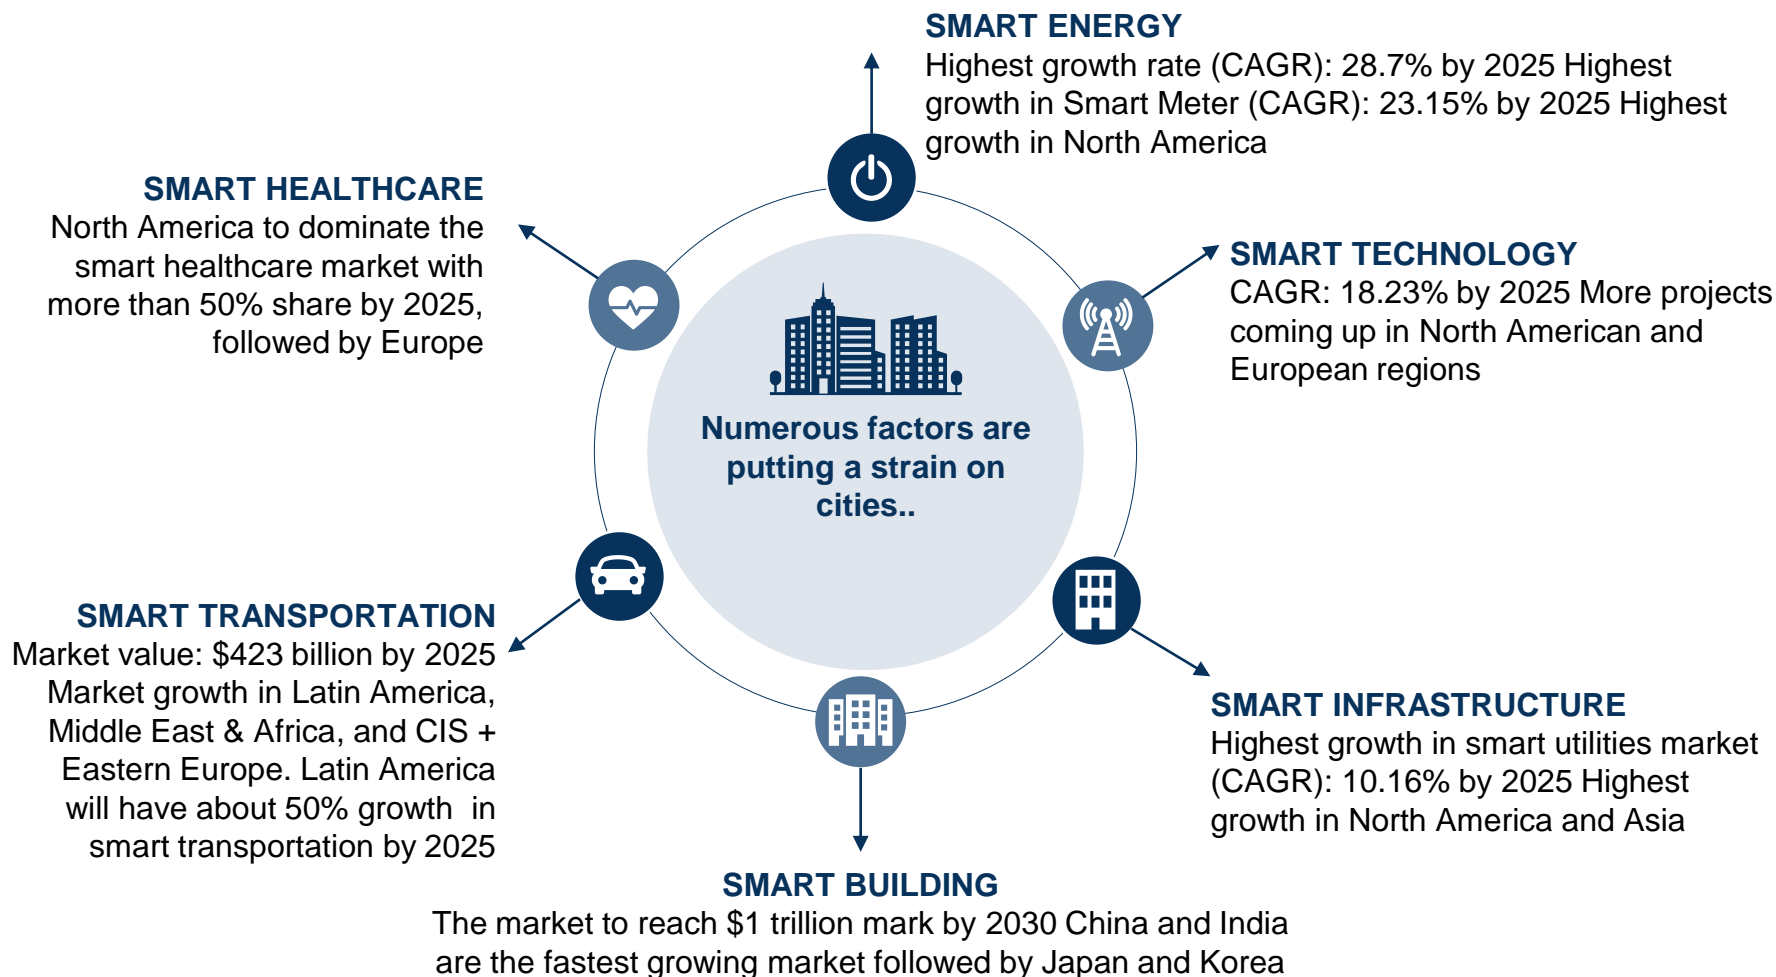 SMART ENERGY
Highest growth rate (CAGR): 28.7% by 2025 Highest
growth in Smart Meter (CAGR): 23.15% by 2025 Highest
growth in North America
SMART HEALTHCARE
North America to dominate the
smart healthcare market with
more than 50% share by 2025,
followed by Europe
SMART TECHNOLOGY
CAGR: 18.23% by 2025 More projects
coming up in North American and
European regions
Numerous factors are
putting a strain on
cities..
SMART TRANSPORTATION
Market value: $423 billion by 2025
Market growth in Latin America,
Middle East & Africa, and CIS +
Eastern Europe. Latin America
will have about 50% growth  in
smart transportation by 2025
SMART INFRASTRUCTURE
Highest growth in smart utilities market
(CAGR): 10.16% by 2025 Highest
growth in North America and Asia
SMART BUILDING
The market to reach $1 trillion mark by 2030 China and India
are the fastest growing market followed by Japan and Korea